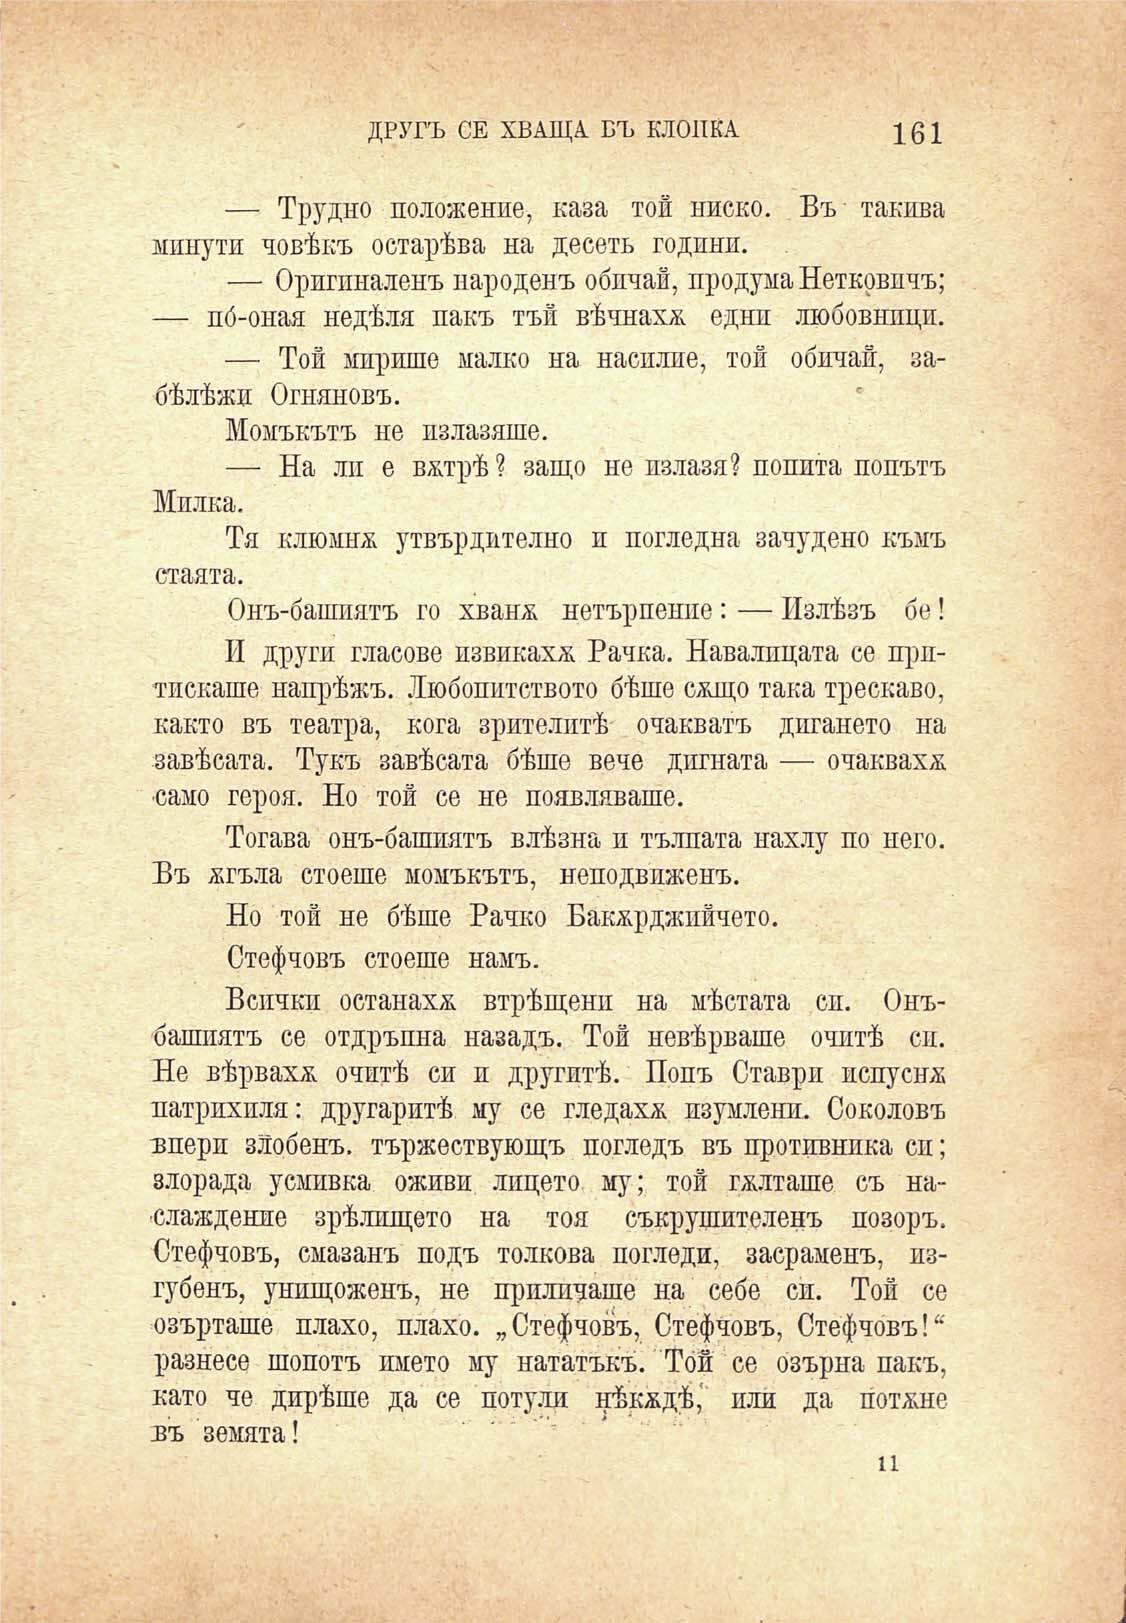 ДРУГЪ СЕ ХВАЩА ВЪ КЛОПКА 161
— Трудно положение, каза той ниско. Въ такива
минути човѣкъ остарѣва на десеть години.
— Оригиналенъ народенъ обичай, продума Неткович​ъ;
— по́-оная недѣля пакъ тъй вѣчнахѫ едни любовници.
— Той мирише малко на насилие, той обичай, за-
бѣлѣжи Огняновъ.
Момъкътъ не излазяше.
— На ли е вѫтрѣ? защо не излазя? попита попътъ
Милка.
Тя клюмнѫ утвърдително и погледна зачудено къмъ
стаята.
Онъ-башиятъ го хванѫ нетърпение: — Излѣзъ бе!
И други гласове извикахѫ Рачка. Навалицата се при-
тискаше напрѣжъ. Любопитството бѣше сѫщо така трескаво,
както въ театра, кога зрителитѣ очакватъ дигането на
завѣсата. Тукъ завѣсата бѣше вече дигната — очаквахѫ
само героя. Но той се не появляваше.
Тогава онъ-башиятъ влѣзна и тълпата нахлу по него.
Въ ѫгъла стоеше момъкътъ, неподвиженъ.
Но той не бѣше Рачко Бакѫрджийчето.
Стефчовъ стоеше намъ.
Всички останахѫ втрѣщени на мѣстата си. Онъ-
башиятъ се отдръпна назадъ. Той невѣрваше очитѣ си.
Не вѣрвахѫ очитѣ си и другитѣ. Попъ Ставри испуснѫ
патрихиля: другаритѣ му се гледахѫ изумлени. Соколовъ
впери злобенъ. тържествующъ погледъ въ противника си;
злорада усмивка оживи лицето му; той гѫлташе съ на-
слаждение зрѣлището на тоя съкрушителенъ позоръ.
Стефчовъ, смазанъ подъ толкова погледи, засраменъ, из-
губенъ, унищоженъ, не приличаше на себе си. Той се
озърташе плахо, плахо. „Стефчовъ, Стефчовъ, Стефчовъ!“
разнесе шопотъ името му нататъкъ. Той се озърна пакъ,
като че дирѣше да се потули нѣкѫдѣ, или да потѫне
въ земята!
11